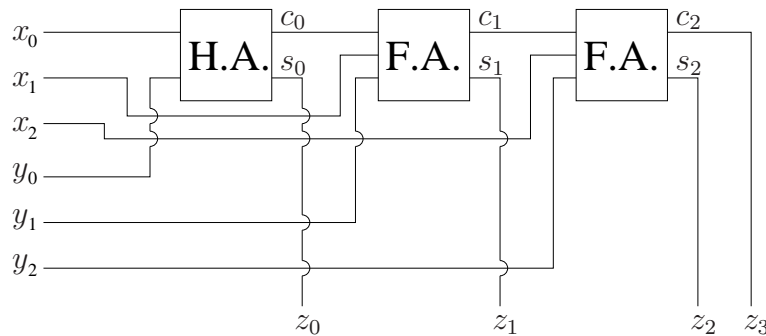 x₀ H.A. c₀ F.A. c₁ F.A. c₂
x₁ s₀ s₁ s₂
x₂
y₀
y₁
y₂
z₀ z₁ z₂ z₃